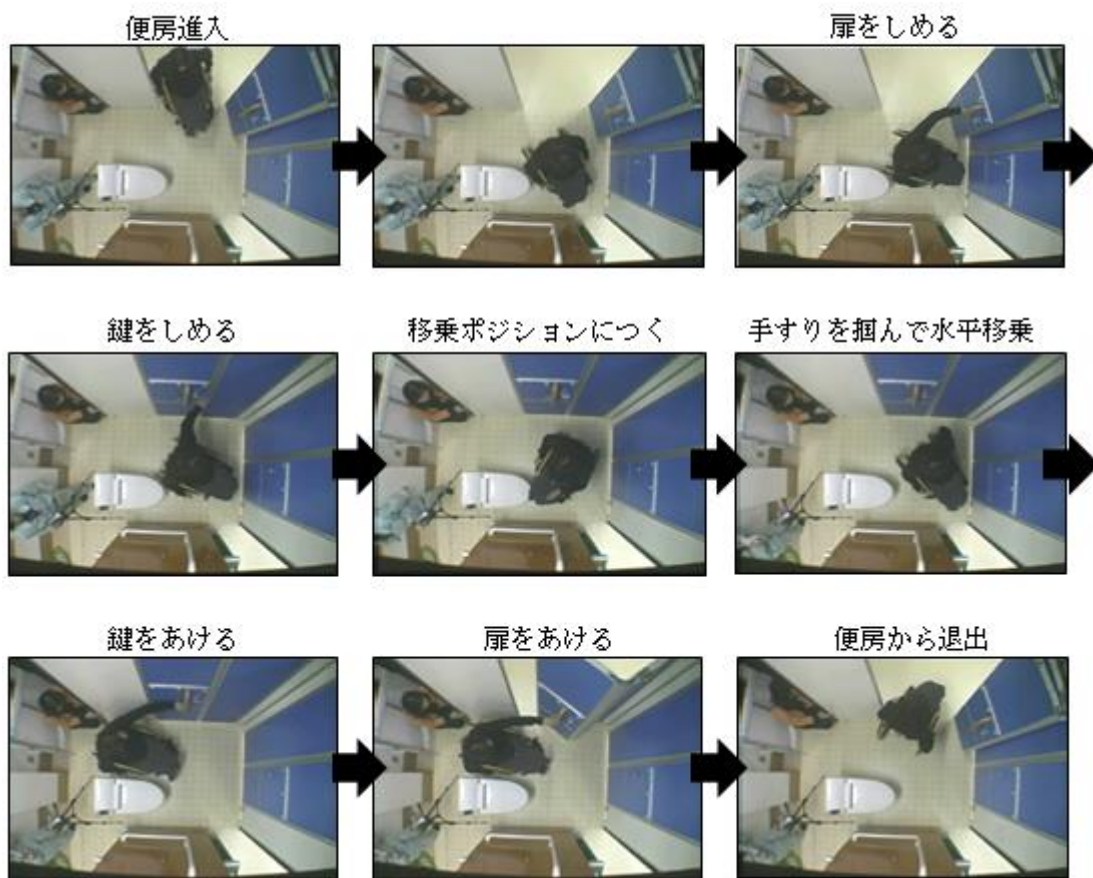 便房進入
扉をしめる
鍵をしめる
移乗ポジションにつく
手すりを掴んで水平移乗
鍵をあける
扉をあける
便房から退出